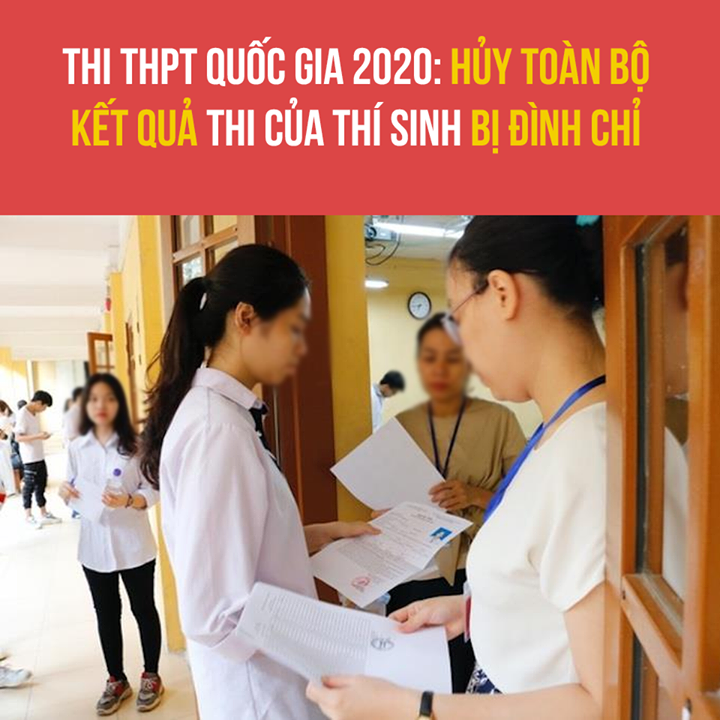 THI THPT QUỐC GIA 2020: HỦY TOÀN BỘ
KẾT QUẢ THI CỦA THÍ SINH BỊ ĐÌNH CHỈ